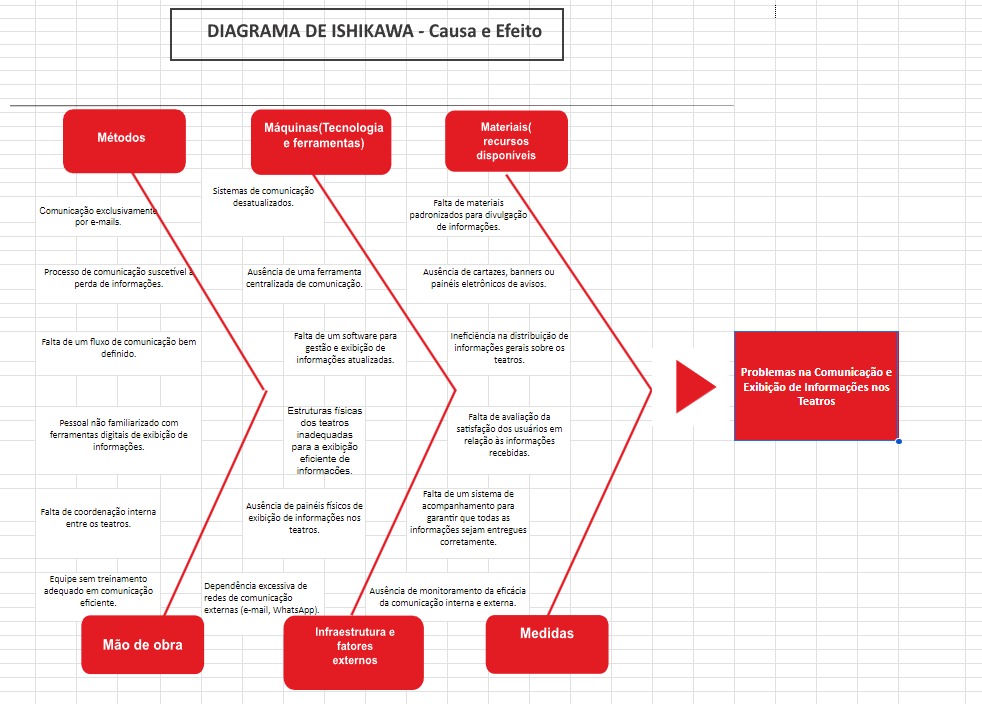 DIAGRAMA DE ISHIKAWA - Causa e Efeito
Métodos
Máquinas(Tecnologia
e ferramentas)
Materiais(
recursos
disponíveis
Comunicação exclusivamente
por e-mails.
Sistemas de comunicação
desatualizados.
Falta de materiais
padronizados para divulgação
de informações.
Processo de comunicação suscetível a
perda de informações.
Ausência de uma ferramenta
centralizada de comunicação.
Ausência de cartazes, banners ou
painéis eletrônicos de avisos.
Falta de um fluxo de comunicação bem
definido.
Falta de um software para
gestão e exibição de
informações atualizadas.
Ineficiência na distribuição de
informações gerais sobre os
teatros.
Problemas na Comunicação e
Exibição de Informações nos
Teatros
Pessoal não familiarizado com
ferramentas digitais de exibição de
informações.
Estruturas físicas
dos teatros
inadequadas
para a exibição
eficiente de
informações.
Falta de avaliação da
satisfação dos usuários em
relação às informações
recebidas.
Falta de coordenação interna
entre os teatros.
Ausência de painéis físicos de
exibição de informações nos
teatros.
Falta de um sistema de
acompanhamento para
garantir que todas as
informações sejam entregues
corretamente.
Equipe sem treinamento
adequado em comunicação
eficiente.
Dependência excessiva de
redes de comunicação
externas (e-mail, WhatsApp).
Ausência de monitoramento da eficácia
da comunicação interna e externa.
Mão de obra
Infraestrutura e
fatores
externos
Medidas